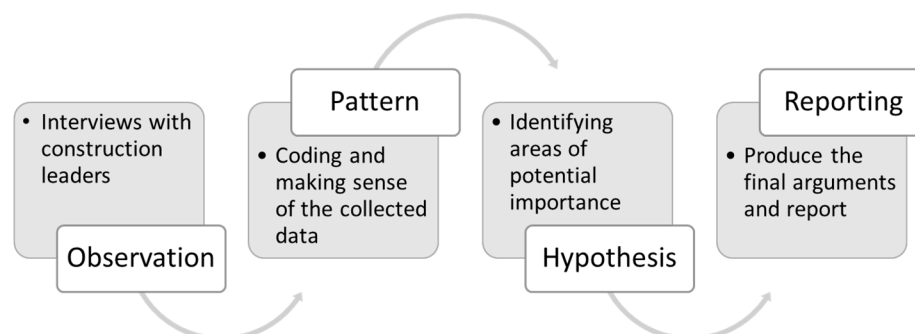 • Interviews with
construction
leaders
Observation
Pattern
• Coding and
making sense
of the collected
data
• Identifying
areas of
potential
importance
Hypothesis
Reporting
• Produce the
final arguments
and report